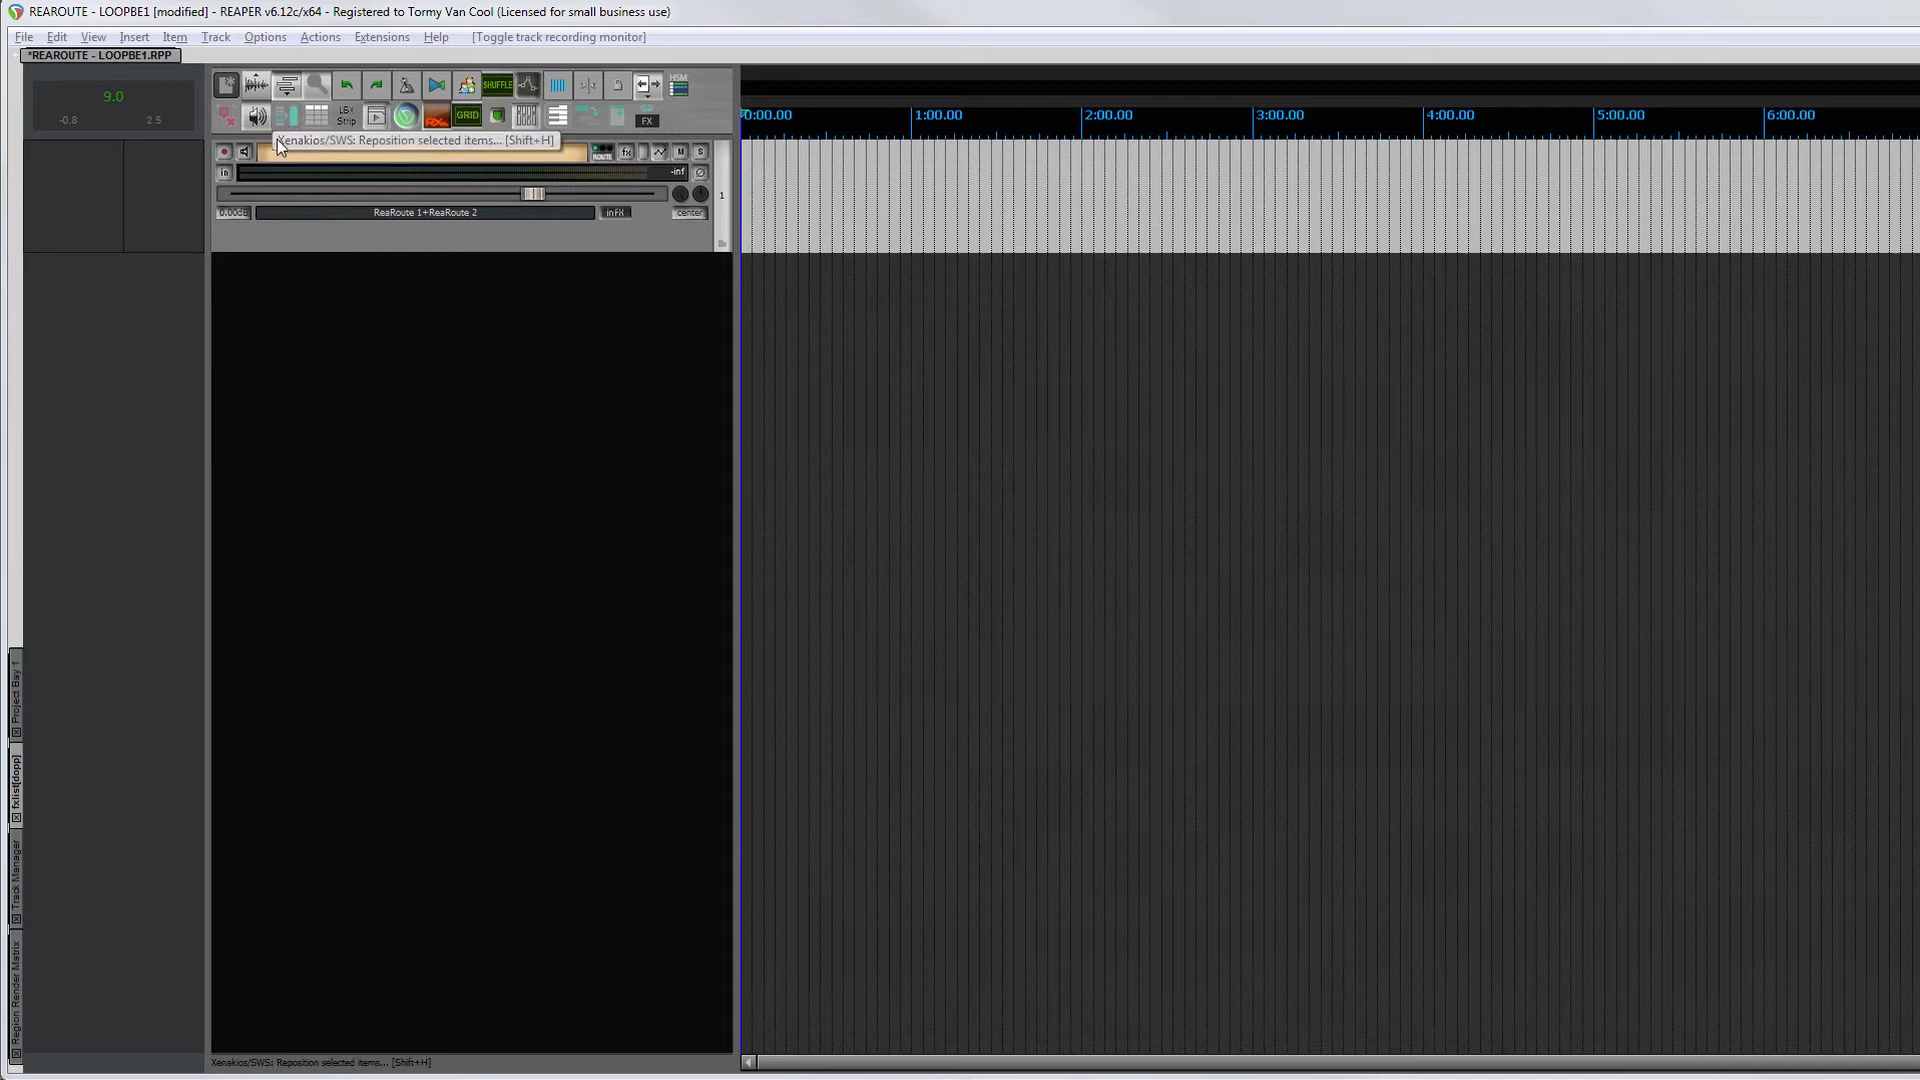 REAROUTE - LOOPBE1 [modified] - REAPER v6.12c/x64 - Registered to Tormy Van Cool (Licensed for small business use)
File Edit View Insert Item Track Options Actions Extensions Help [Toggle track recording monitor]
*REAROUTE - LOOPBE1.RPP
9.0
-0.8 2.5
SHUFFLE
HSM
LBX
Strip
RX
GRID
FX
0:00.00 1:00.00 2:00.00 3:00.00 4:00.00 5:00.00 6:00.00
Xenakios/SWS: Reposition selected items... [Shift+H]
ROUTE fx M S
in -inf
1
0.00dB ReaRoute 1+ReaRoute 2 inFX center
Project Bay 1
fxlist[dopp]
Track Manager
Region Render Matrix
Xenakios/SWS: Reposition selected items... [Shift+H]